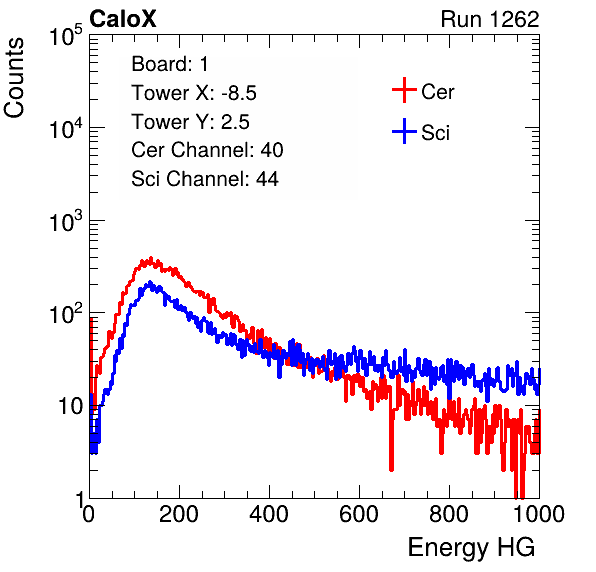 CaloX Run 1262
Counts
10^5
10^4
10^3
10^2
10
1
Board: 1
Tower X: -8.5
Tower Y: 2.5
Cer Channel: 40
Sci Channel: 44
Cer
Sci
0 200 400 600 800 1000
Energy HG